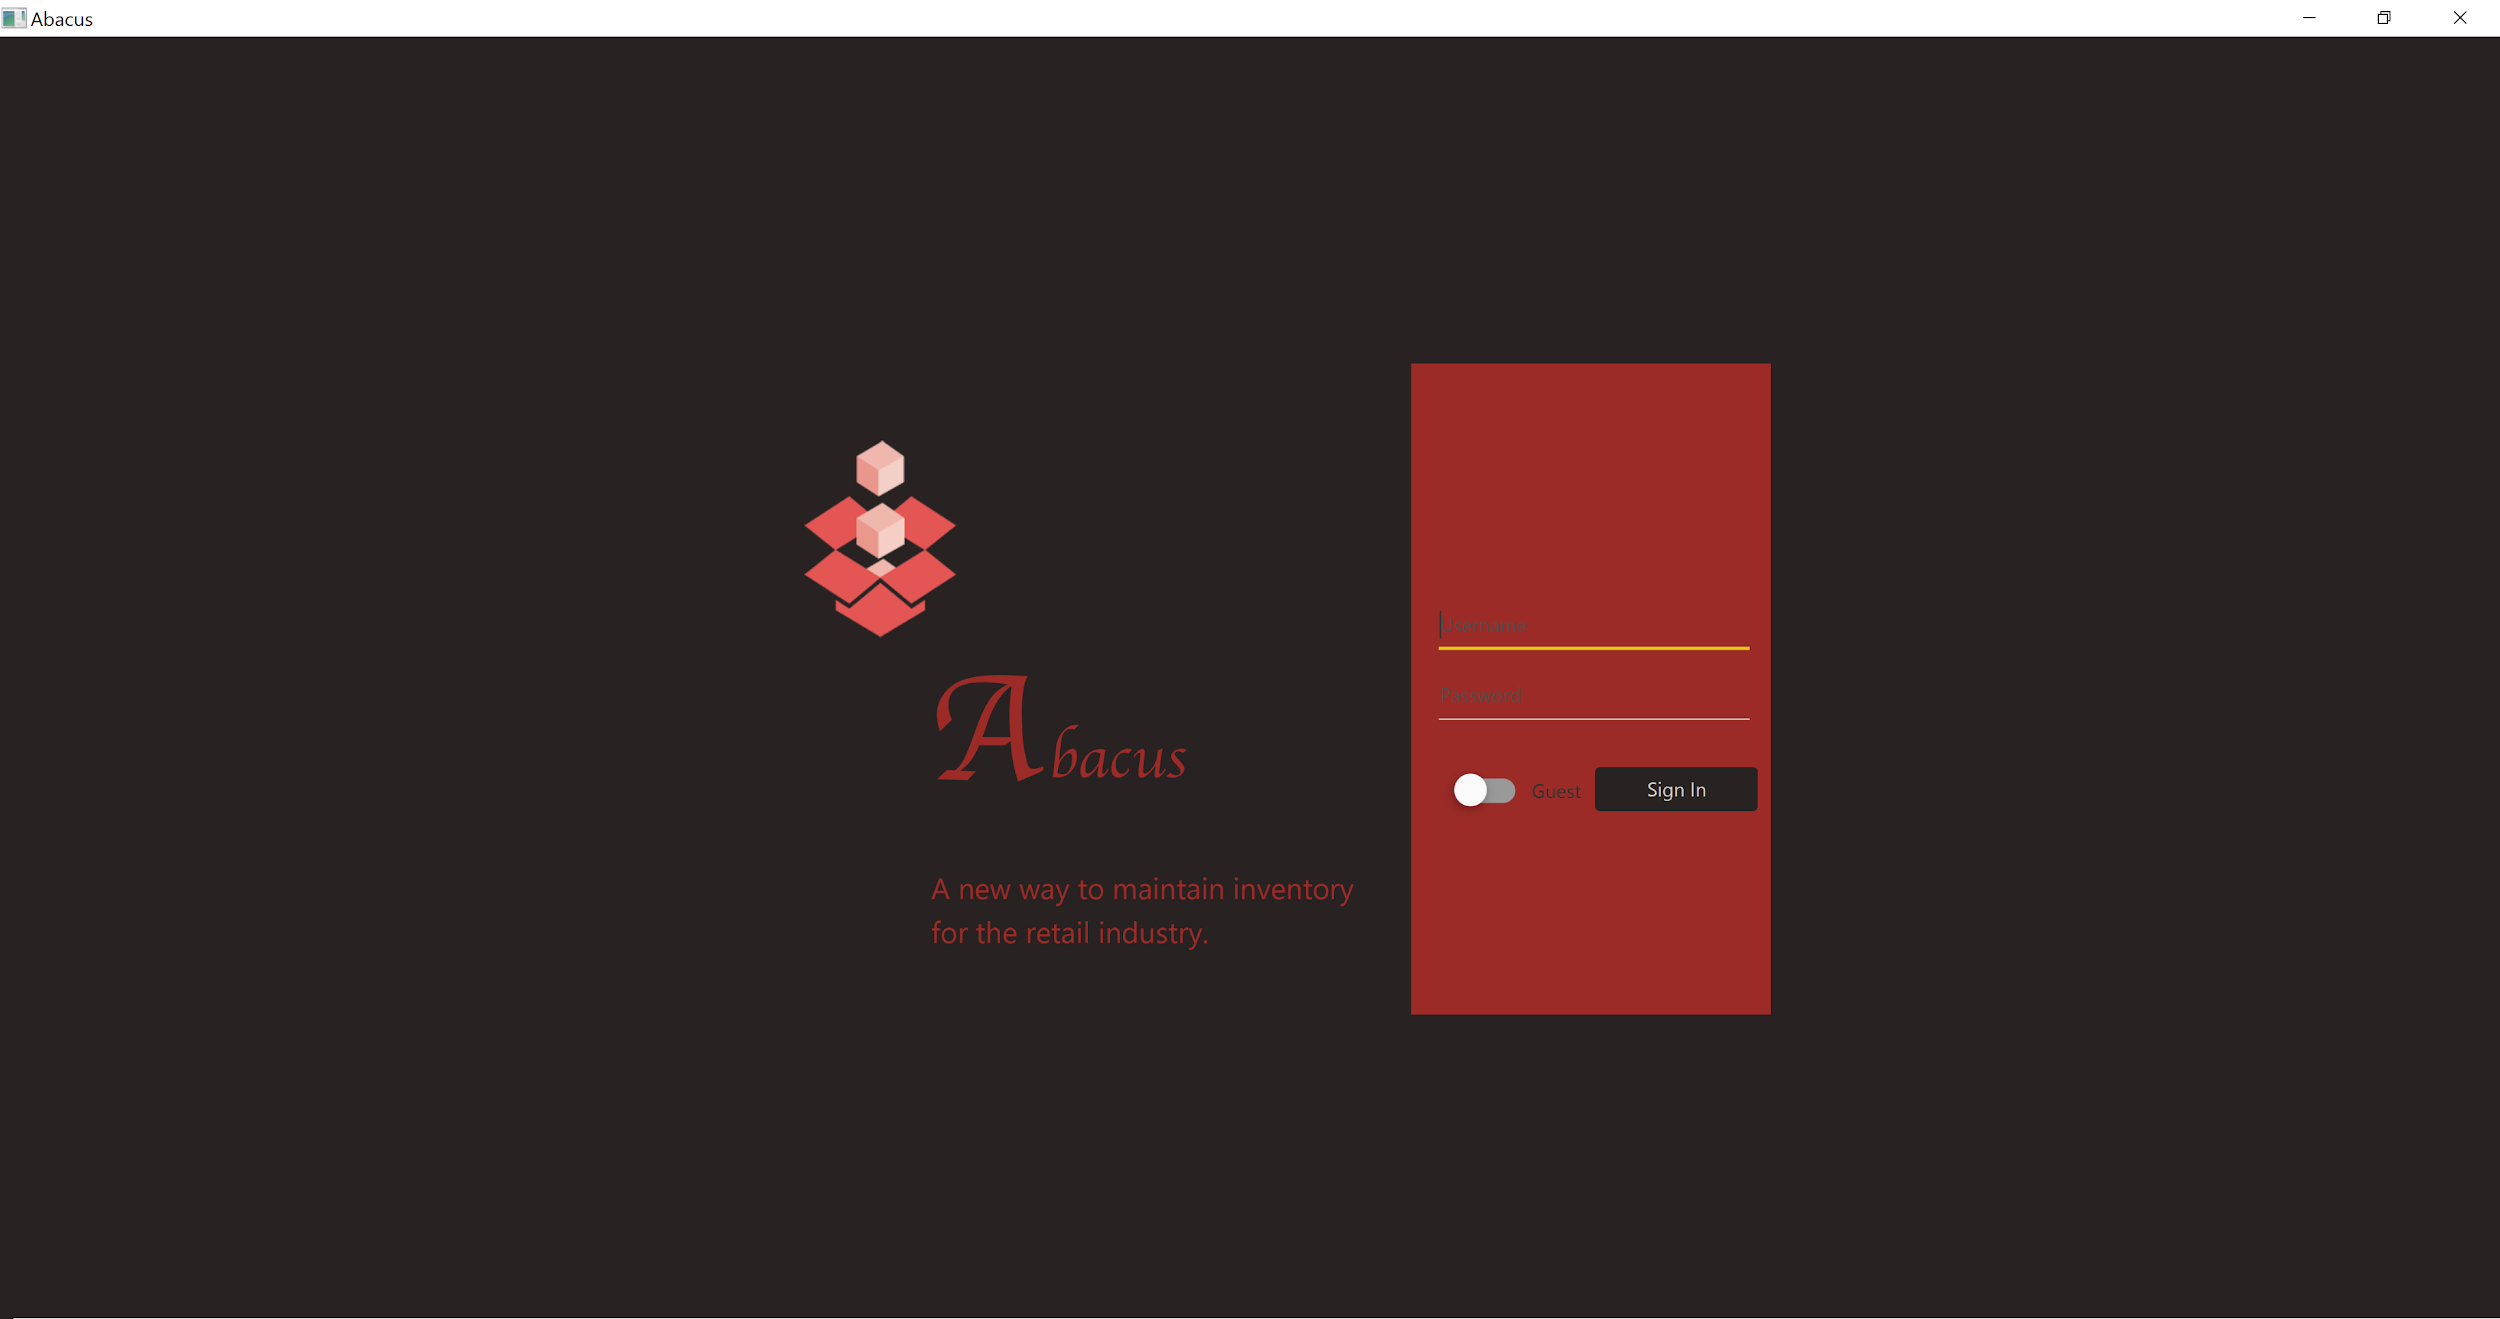 Abacus
Abacus
A new way to maintain inventory
for the retail industry.
Username
Password
Guest
Sign In